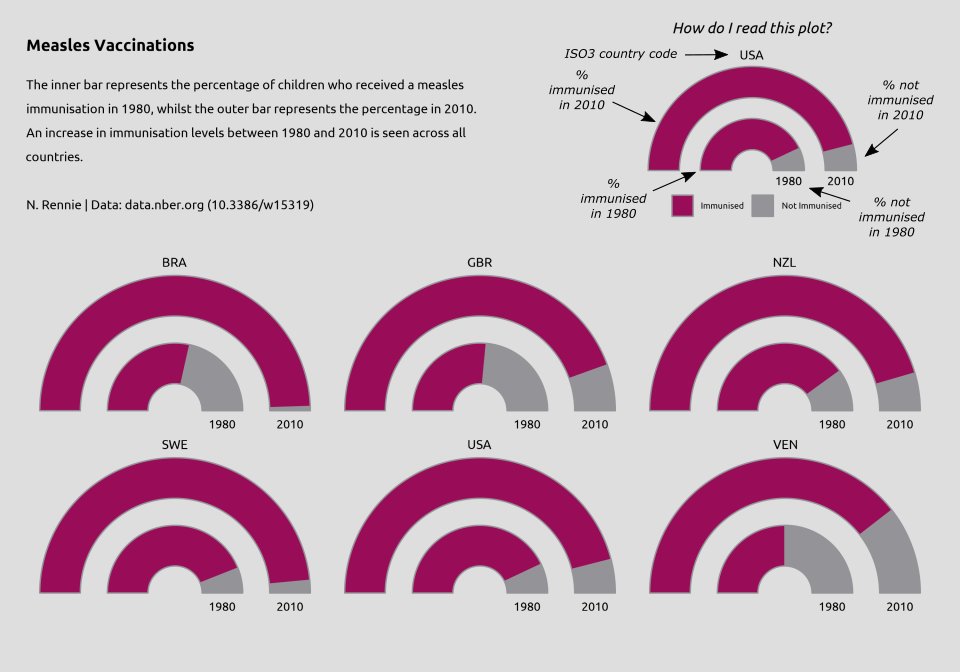 Measles Vaccinations
The inner bar represents the percentage of children who received a measles
immunisation in 1980, whilst the outer bar represents the percentage in 2010.
An increase in immunisation levels between 1980 and 2010 is seen across all
countries.
N. Rennie | Data: data.nber.org (10.3386/w15319)
How do I read this plot?
ISO3 country code
USA
%
immunised
in 2010
% not
immunised
in 2010
1980
2010
%
immunised
in 1980
Immunised
Not Immunised
% not
immunised
in 1980
BRA
GBR
NZL
1980
2010
1980
2010
1980
2010
SWE
USA
VEN
1980
2010
1980
2010
1980
2010